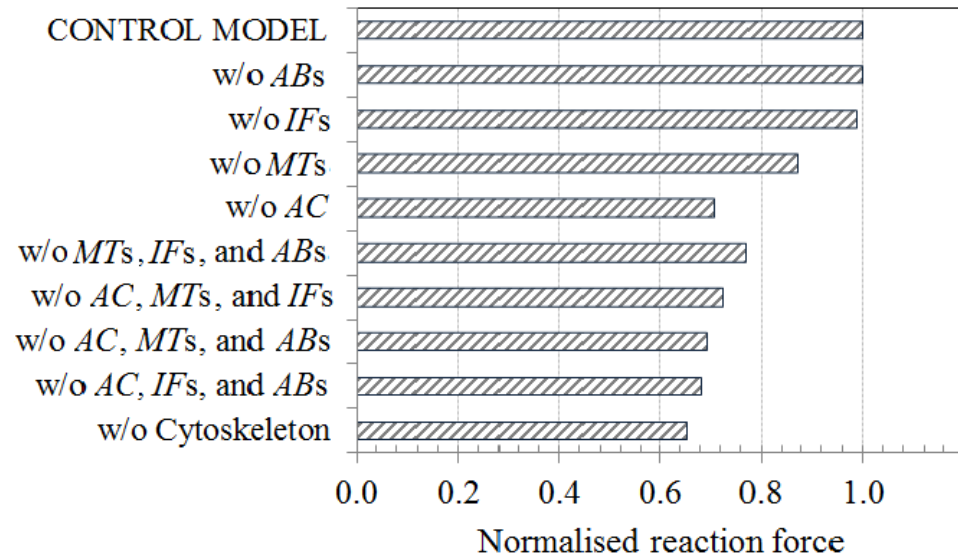 CONTROL MODEL
w/o ABs
w/o IFs
w/o MTs
w/o AC
w/o MTs, IFs, and ABs
w/o AC, MTs, and IFs
w/o AC, MTs, and ABs
w/o AC, IFs, and ABs
w/o Cytoskeleton
0.0 0.2 0.4 0.6 0.8 1.0
Normalised reaction force